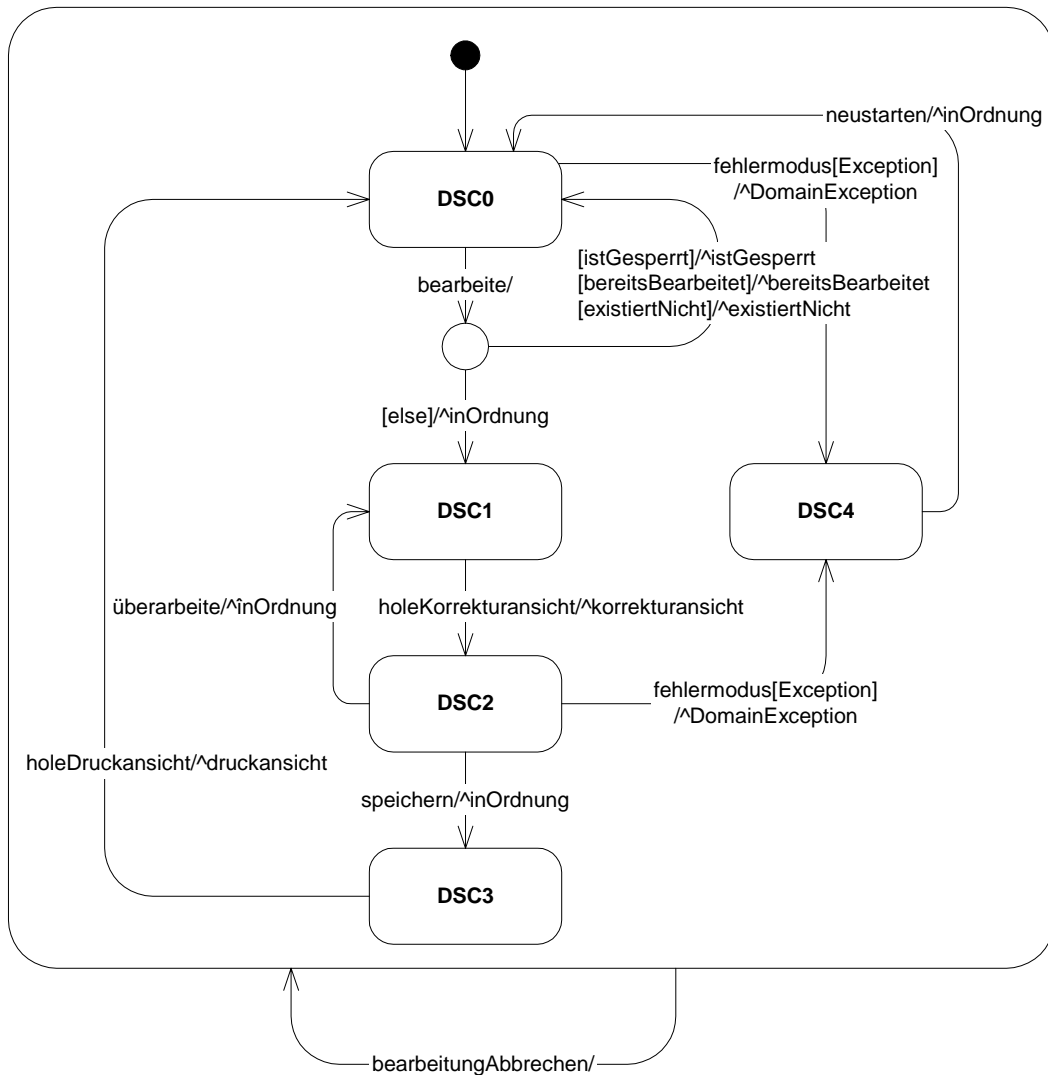 neustarten/^inOrdnung
fehlermodus[Exception]
/^DomainException
DSC0
[istGesperrt]/^istGesperrt
[bereitsBearbeitet]/^bereitsBearbeitet
[existiertNicht]/^existiertNicht
bearbeite/
[else]/^inOrdnung
DSC1
DSC4
überarbeite/^inOrdnung
holeKorrekturansicht/^korrekturansicht
DSC2
fehlermodus[Exception]
/^DomainException
holeDruckansicht/^druckansicht
speichern/^inOrdnung
DSC3
bearbeitungAbbrechen/